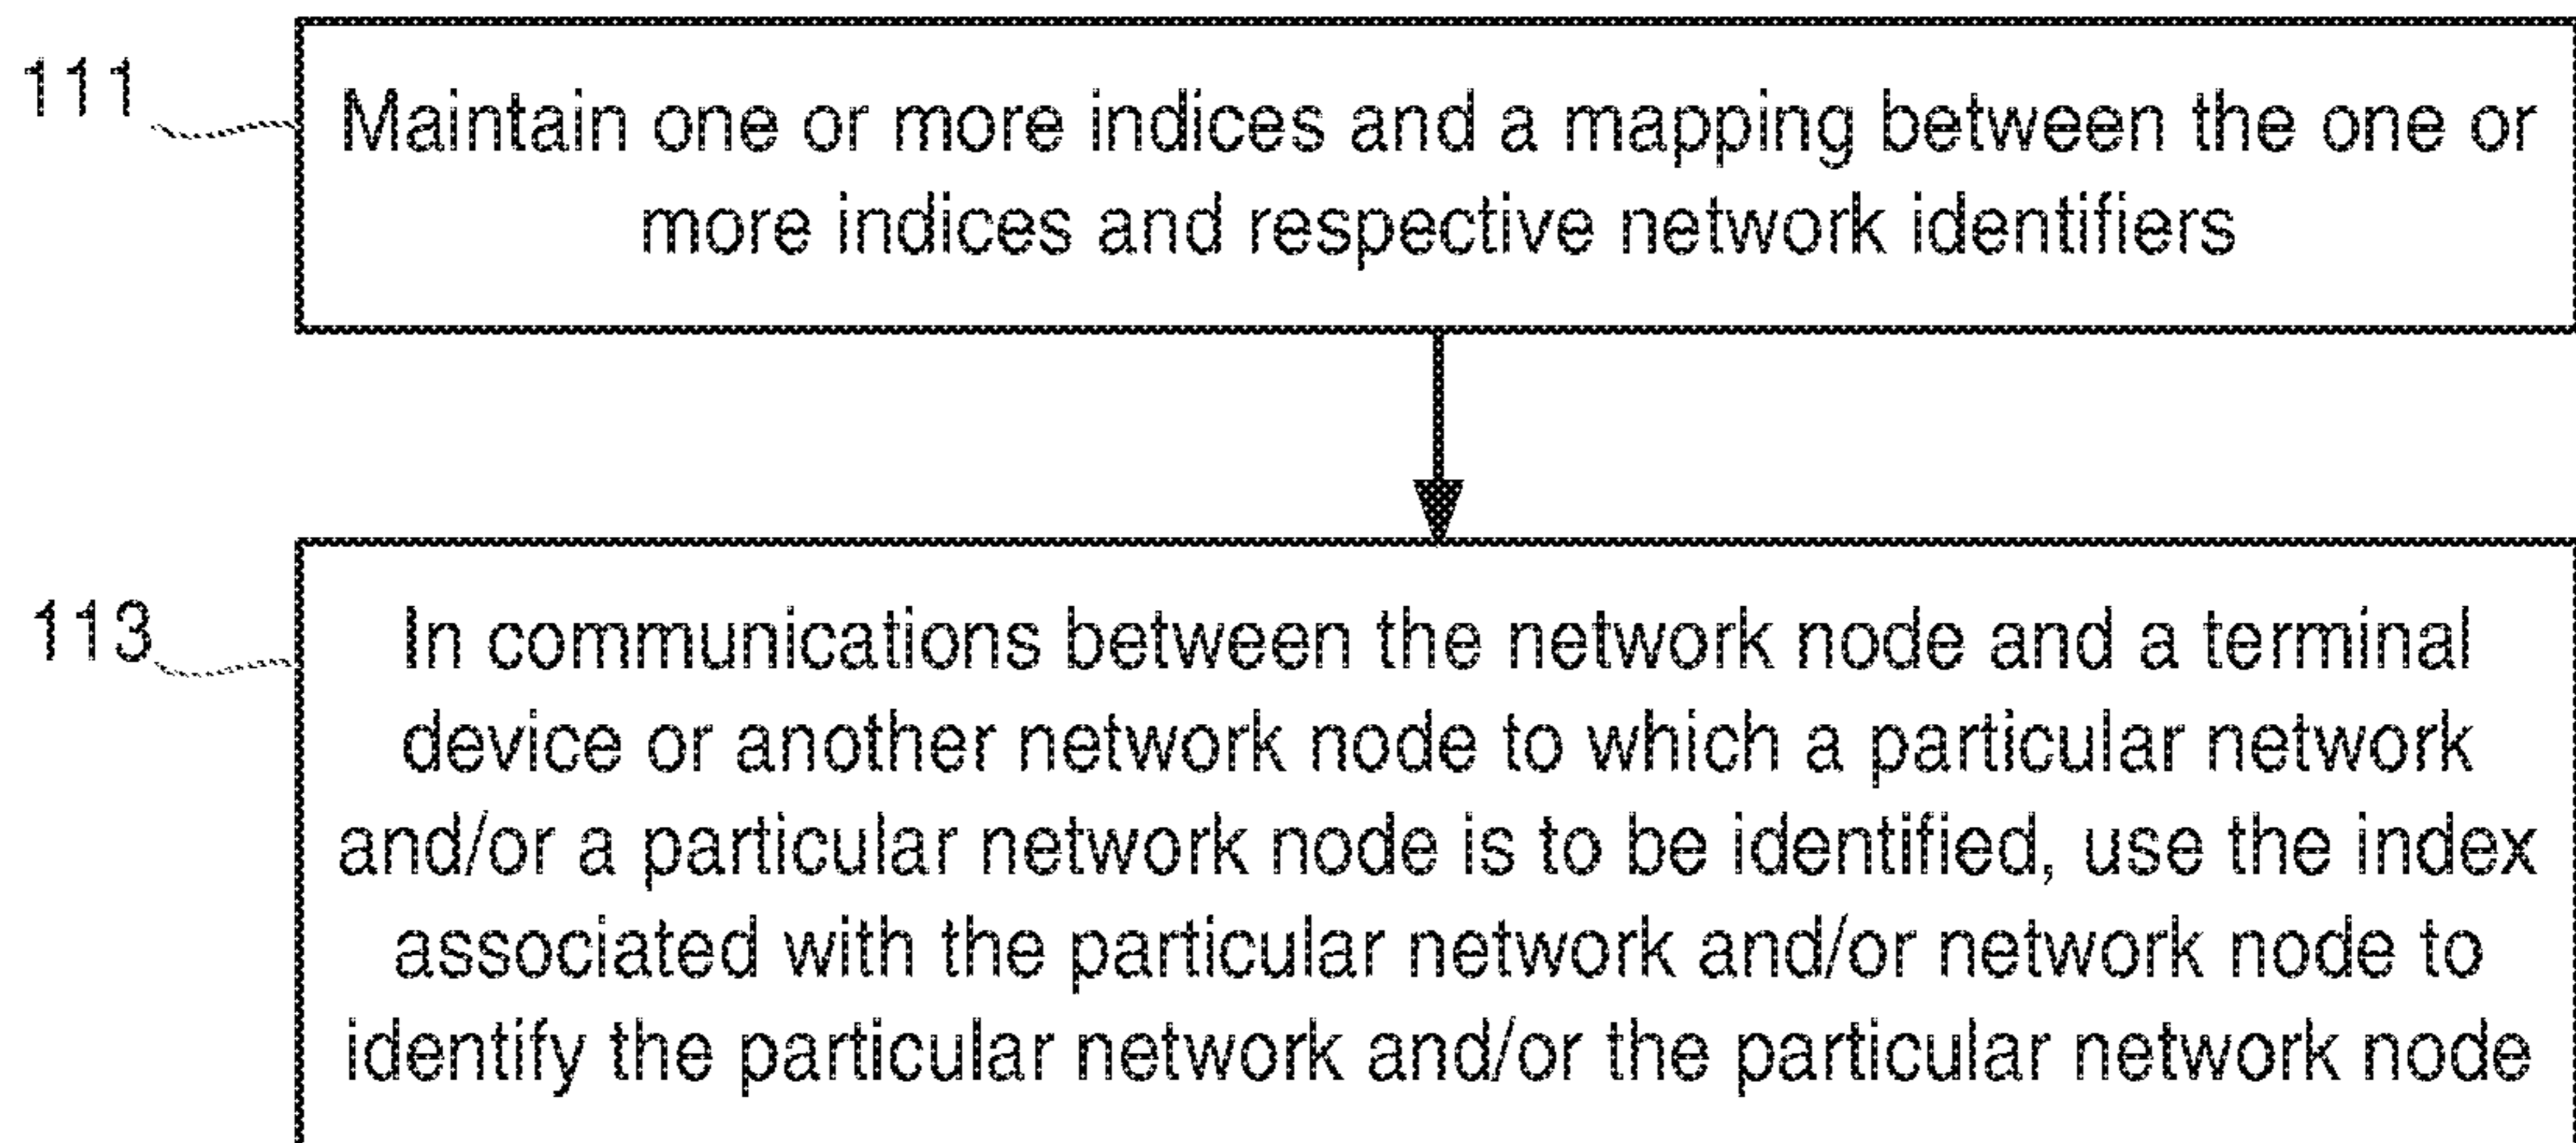 111
Maintain one or more indices and a mapping between the one or
more indices and respective network identifiers
113
In communications between the network node and a terminal
device or another network node to which a particular network
and/or a particular network node is to be identified, use the index
associated with the particular network and/or network node to
identify the particular network and/or the particular network node